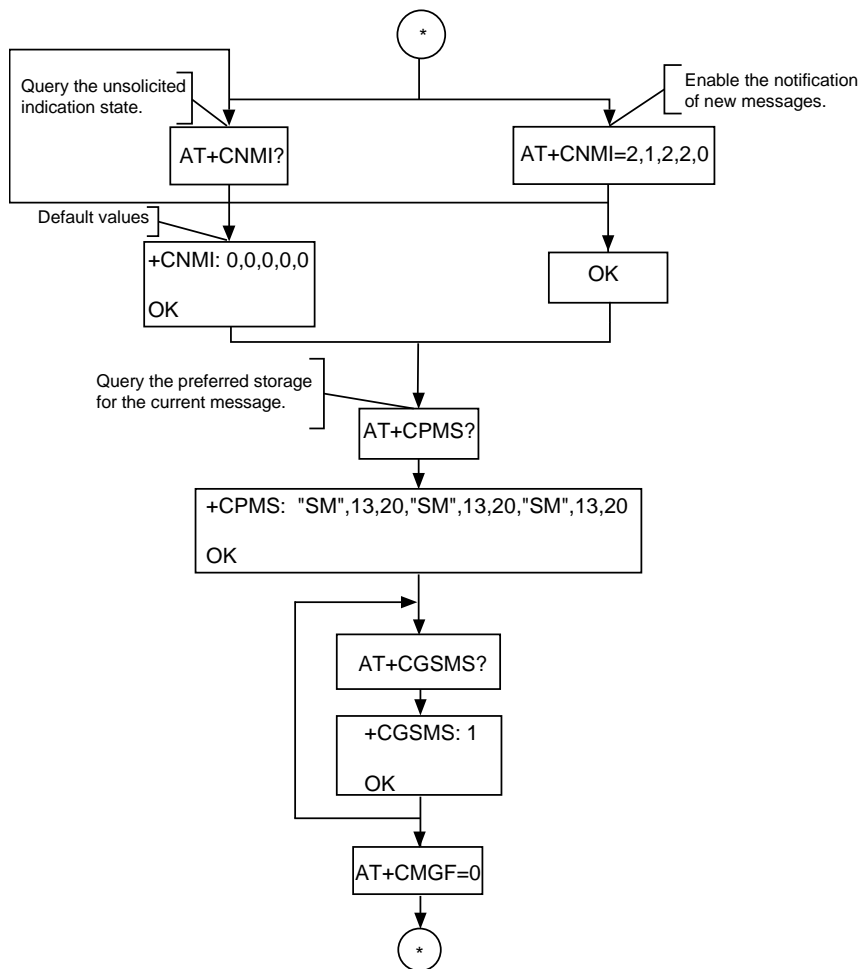 *
Query the unsolicited
indication state.
Enable the notification
of new messages.
AT+CNMI?
AT+CNMI=2,1,2,2,0
Default values
+CNMI: 0,0,0,0,0
OK
OK
Query the preferred storage
for the current message.
AT+CPMS?
+CPMS: "SM",13,20,"SM",13,20,"SM",13,20
OK
AT+CGSMS?
+CGSMS: 1
OK
AT+CMGF=0
*